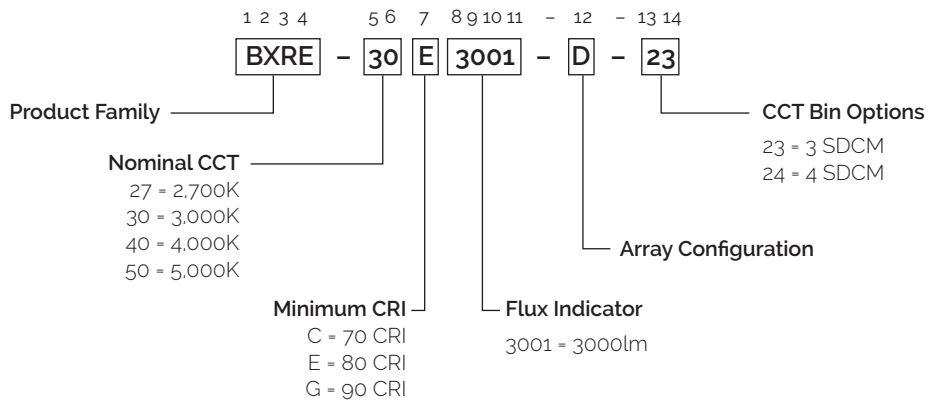 1 2 3 4 5 6 7 8 9 10 11 – 12 – 13 14
BXRE – 30 E 3001 – D – 23
Product Family
CCT Bin Options
23 = 3 SDCM
24 = 4 SDCM
Nominal CCT
27 = 2,700K
30 = 3,000K
40 = 4,000K
50 = 5,000K
Array Configuration
Minimum CRI
C = 70 CRI
E = 80 CRI
G = 90 CRI
Flux Indicator
3001 = 3000lm